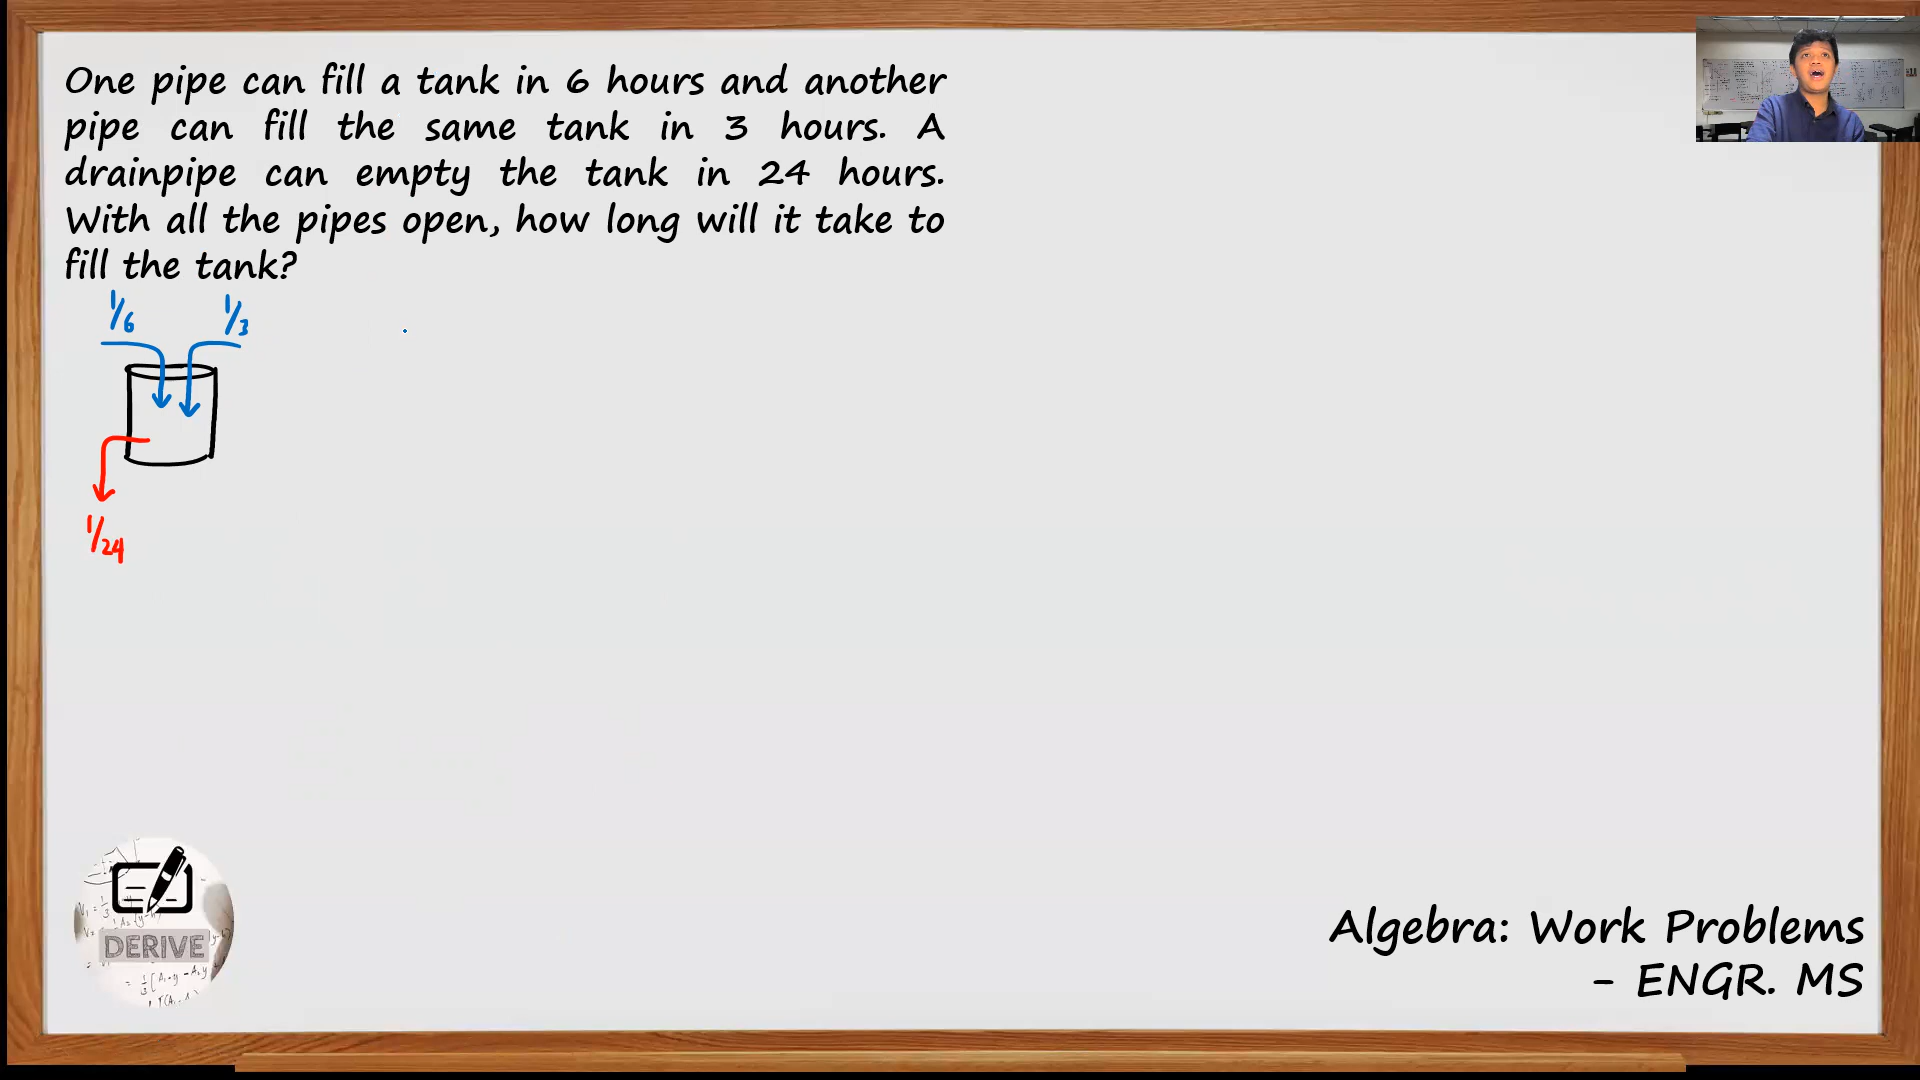 One pipe can fill a tank in 6 hours and another
pipe can fill the same tank in 3 hours. A
drainpipe can empty the tank in 24 hours.
With all the pipes open, how long will it take to
fill the tank?
1/6 1/3
1/24
DERIVE
Algebra: Work Problems
- ENGR. MS